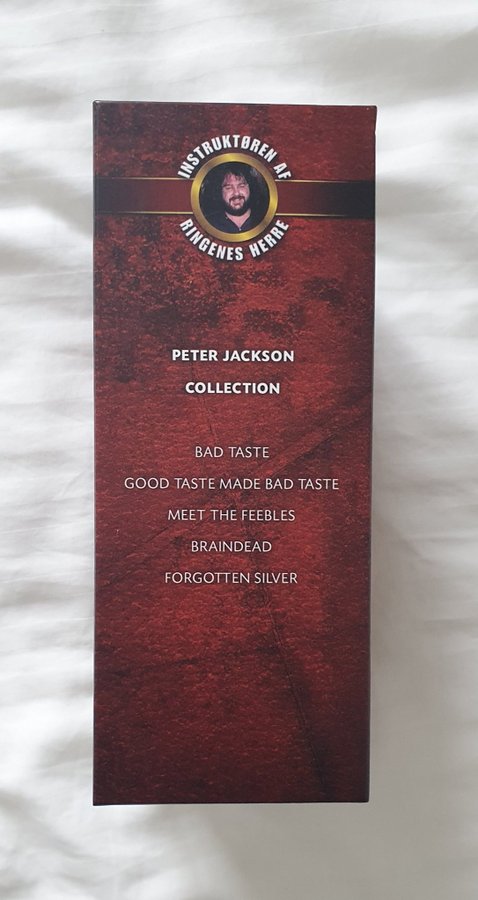 INSTRUKTØREN AF
RINGENES HERRE
PETER JACKSON
COLLECTION
BAD TASTE
GOOD TASTE MADE BAD TASTE
MEET THE FEEBLES
BRAINDEAD
FORGOTTEN SILVER